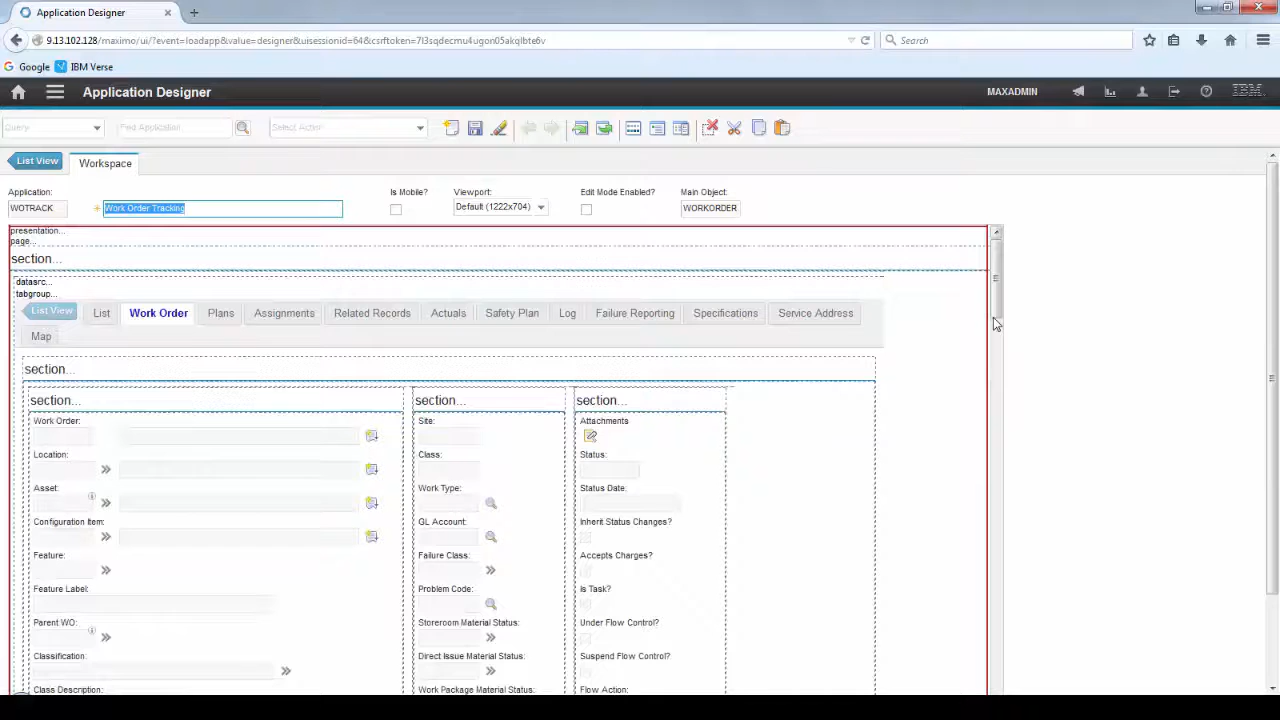 Application Designer
9.13.102.128/maximo/ui/?event=loadapp&value=designer&uisessionid=64&csrftoken=7l3sqdecmu4ugon05akqlbte6v
Search
Google IBM Verse
Application Designer MAXADMIN IBM
Query Find Application Select Action
List View Workspace
Application: Is Mobile? Viewport: Edit Mode Enabled? Main Object:
WOTRACK Work Order Tracking Default (1222x704) WORKORDER
presentation...
page...
section...
datasrc...
tabgroup...
List View List Work Order Plans Assignments Related Records Actuals Safety Plan Log Failure Reporting Specifications Service Address
Map
section...
section... section... section...
Work Order: Site: Attachments
Location: Class: Status:
Asset: Work Type: Status Date:
Configuration Item: GL Account: Inherit Status Changes?
Feature: Failure Class: Accepts Charges?
Feature Label: Problem Code: Is Task?
Parent WO: Storeroom Material Status: Under Flow Control?
Classification: Direct Issue Material Status: Suspend Flow Control?
Class Description: Work Package Material Status: Flow Action: